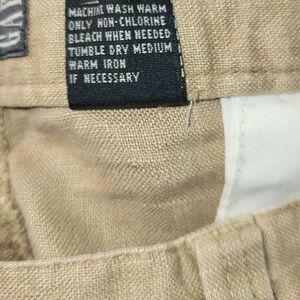 MACHINE WASH WARM
ONLY NON-CHLORINE
BLEACH WHEN NEEDED
TUMBLE DRY MEDIUM
WARM IRON
IF NECESSARY